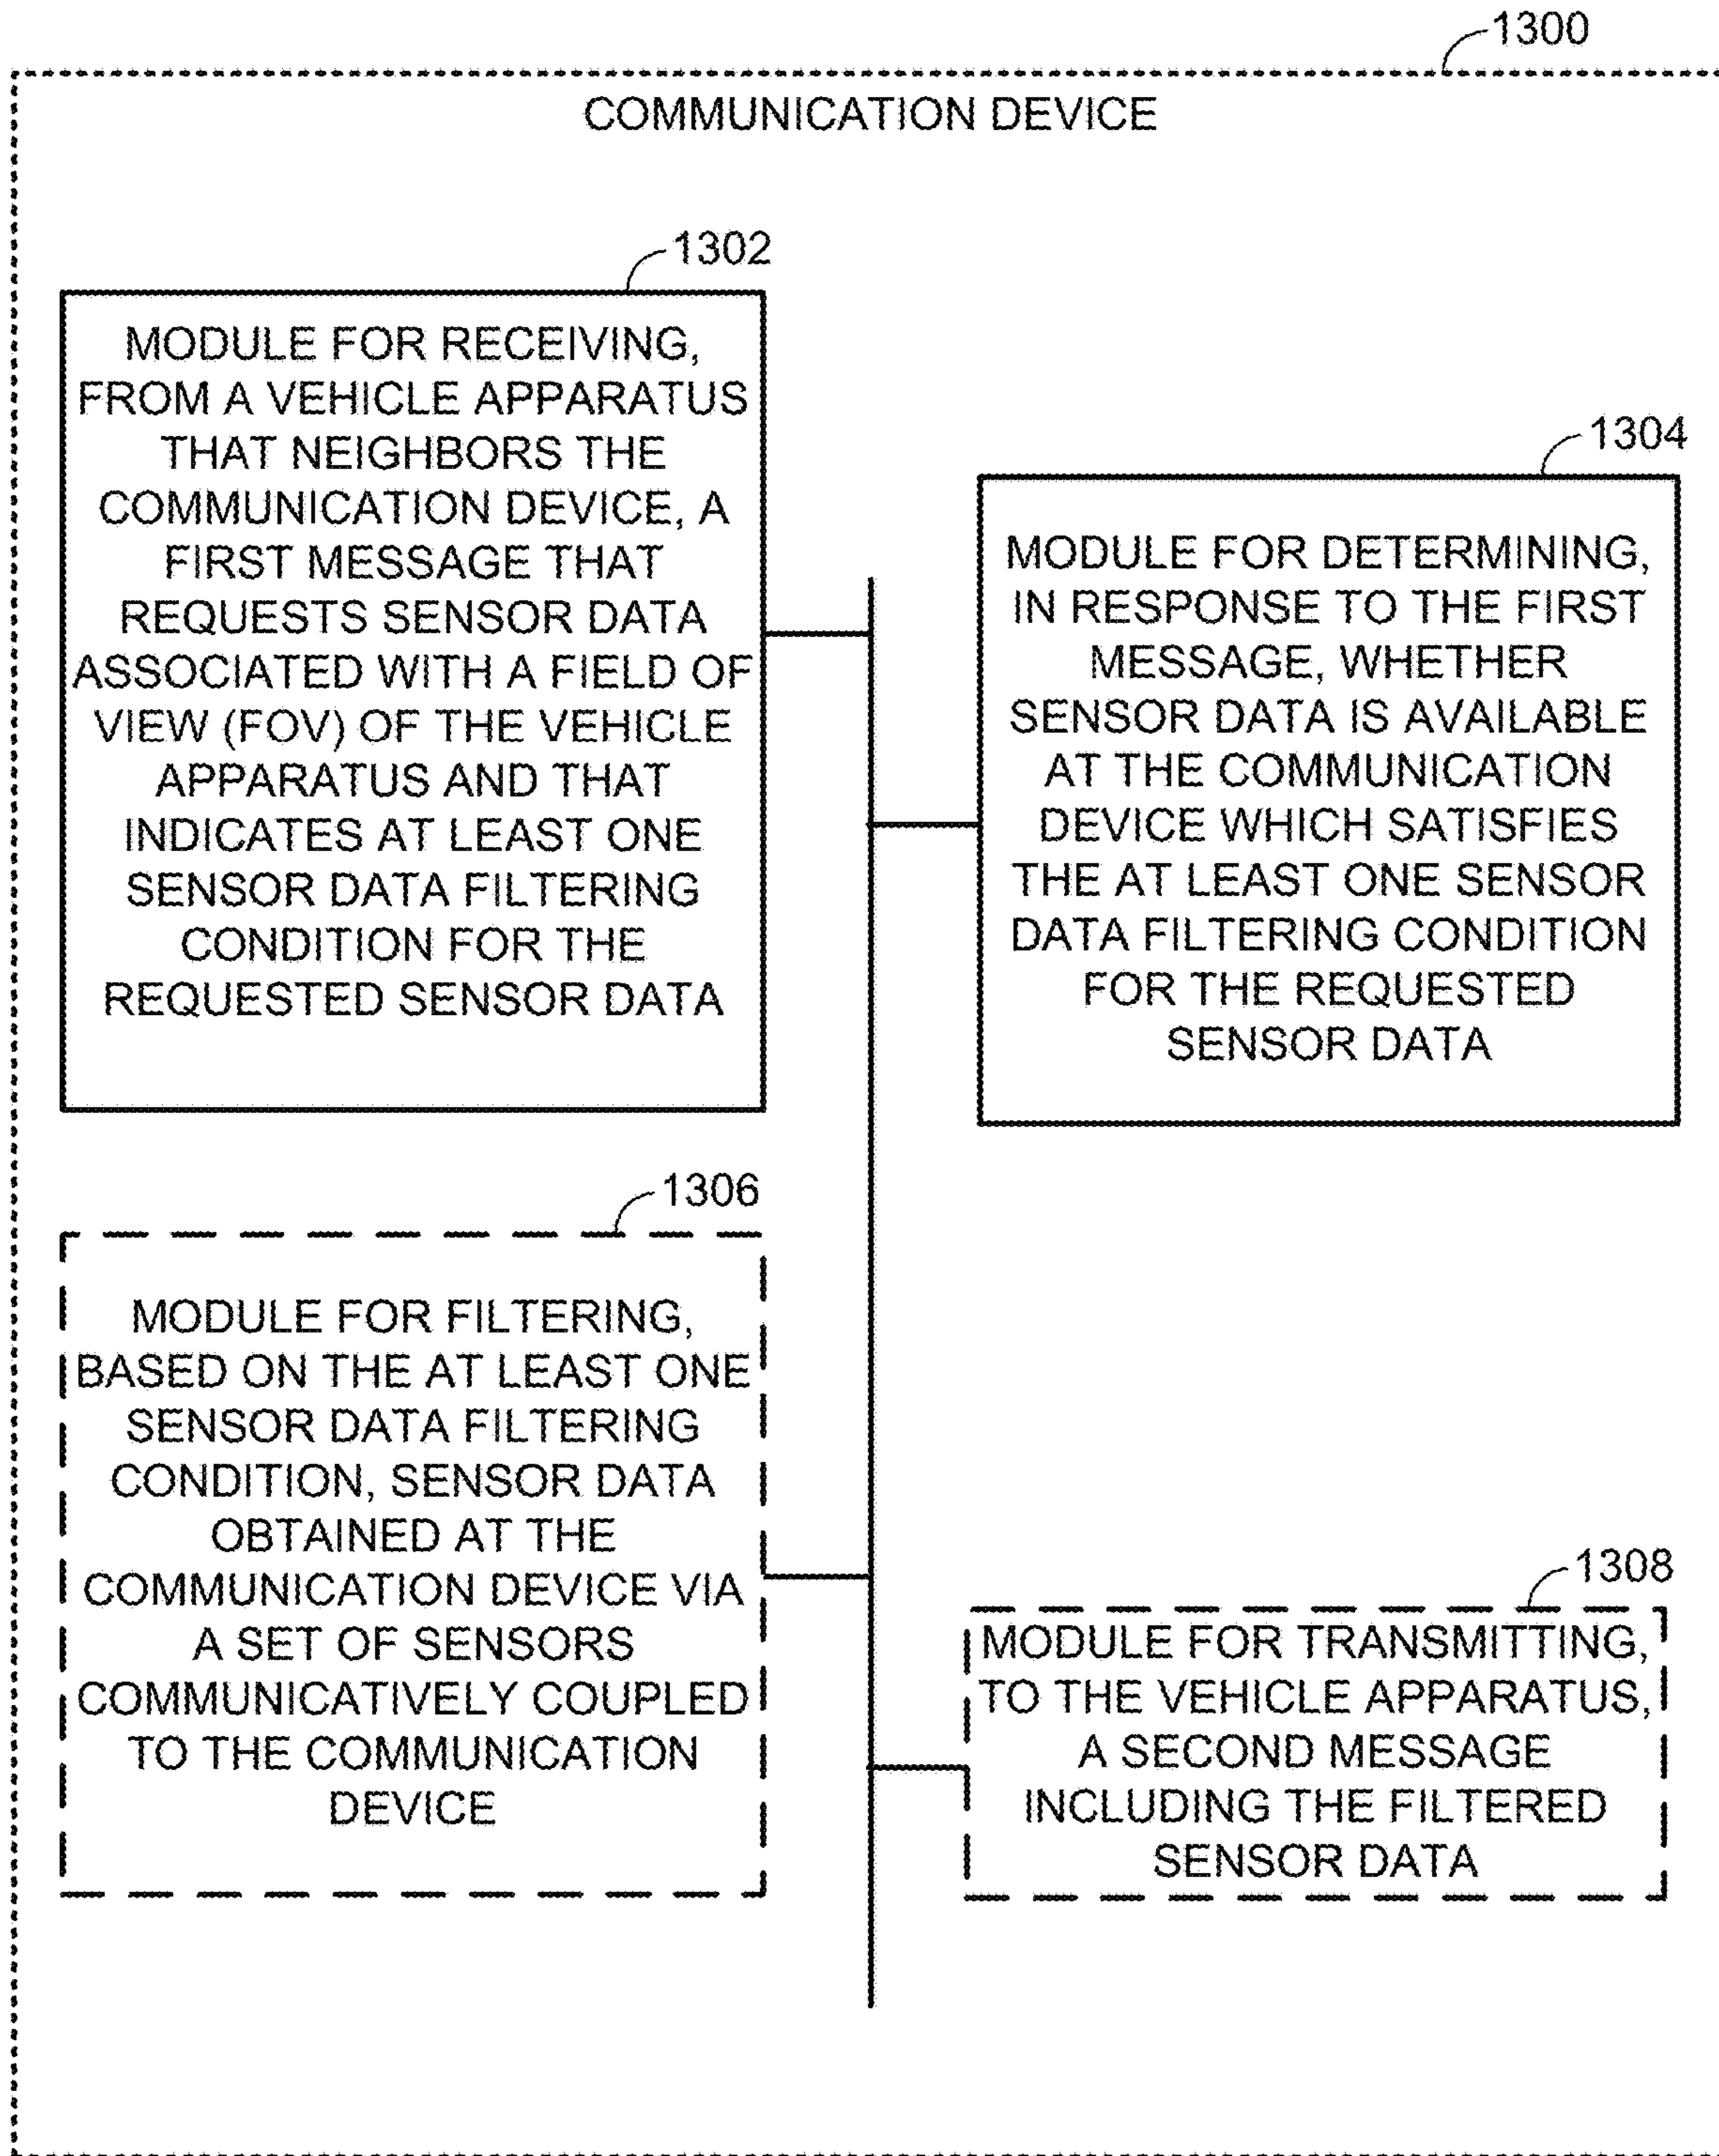 1300
COMMUNICATION DEVICE
1302
MODULE FOR RECEIVING,
FROM A VEHICLE APPARATUS
THAT NEIGHBORS THE
COMMUNICATION DEVICE, A
FIRST MESSAGE THAT
REQUESTS SENSOR DATA
ASSOCIATED WITH A FIELD OF
VIEW (FOV) OF THE VEHICLE
APPARATUS AND THAT
INDICATES AT LEAST ONE
SENSOR DATA FILTERING
CONDITION FOR THE
REQUESTED SENSOR DATA
1304
MODULE FOR DETERMINING,
IN RESPONSE TO THE FIRST
MESSAGE, WHETHER
SENSOR DATA IS AVAILABLE
AT THE COMMUNICATION
DEVICE WHICH SATISFIES
THE AT LEAST ONE SENSOR
DATA FILTERING CONDITION
FOR THE REQUESTED
SENSOR DATA
1306
MODULE FOR FILTERING,
BASED ON THE AT LEAST ONE
SENSOR DATA FILTERING
CONDITION, SENSOR DATA
OBTAINED AT THE
COMMUNICATION DEVICE VIA
A SET OF SENSORS
COMMUNICATIVELY COUPLED
TO THE COMMUNICATION
DEVICE
1308
MODULE FOR TRANSMITTING,
TO THE VEHICLE APPARATUS,
A SECOND MESSAGE
INCLUDING THE FILTERED
SENSOR DATA